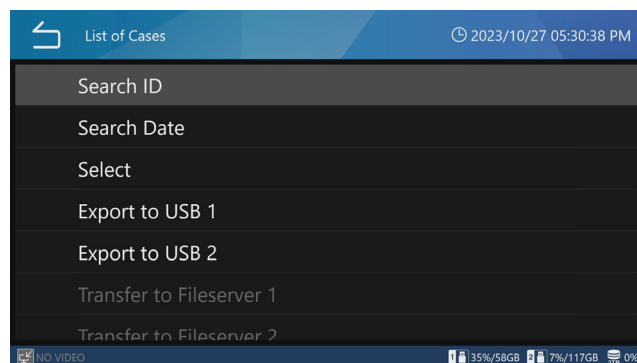 List of Cases
2023/10/27 05:30:38 PM
Search ID
Search Date
Select
Export to USB 1
Export to USB 2
Transfer to Fileserver 1
Transfer to Fileserver 2
NO VIDEO 1 35%/58GB 2 7%/117GB 2TB 0%